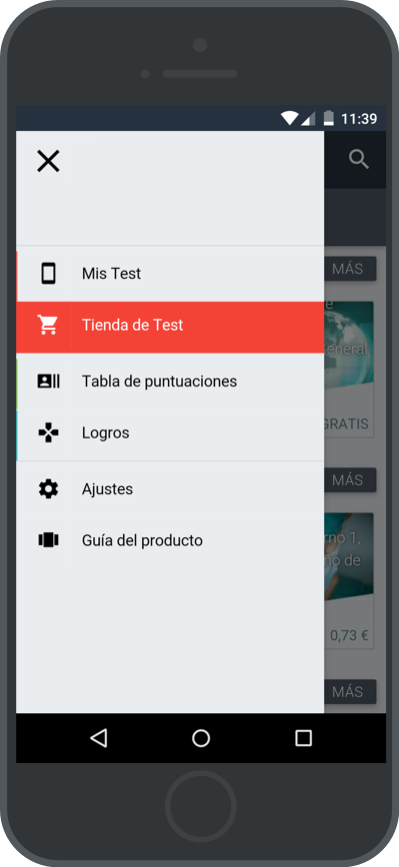 11:39
MÁS
Mis Test
Tienda de Test
Tabla de puntuaciones
Logros
Ajustes
Guía del producto
e
eneral
GRATIS
MÁS
rno 1,
no de
0,73 €
MÁS